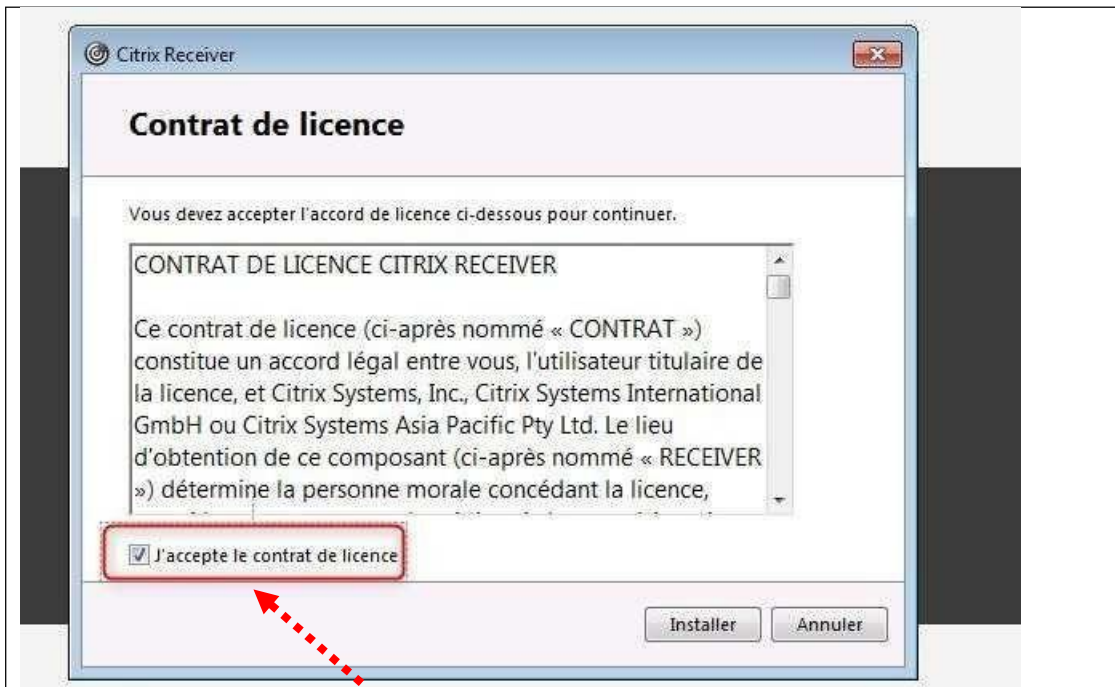 Citrix Receiver
Contrat de licence
Vous devez accepter l'accord de licence ci-dessous pour continuer.
CONTRAT DE LICENCE CITRIX RECEIVER
Ce contrat de licence (ci-après nommé « CONTRAT »)
constitue un accord légal entre vous, l'utilisateur titulaire de
la licence, et Citrix Systems, Inc., Citrix Systems International
GmbH ou Citrix Systems Asia Pacific Pty Ltd. Le lieu
d'obtention de ce composant (ci-après nommé « RECEIVER
») détermine la personne morale concédant la licence,
J'accepte le contrat de licence
Installer
Annuler